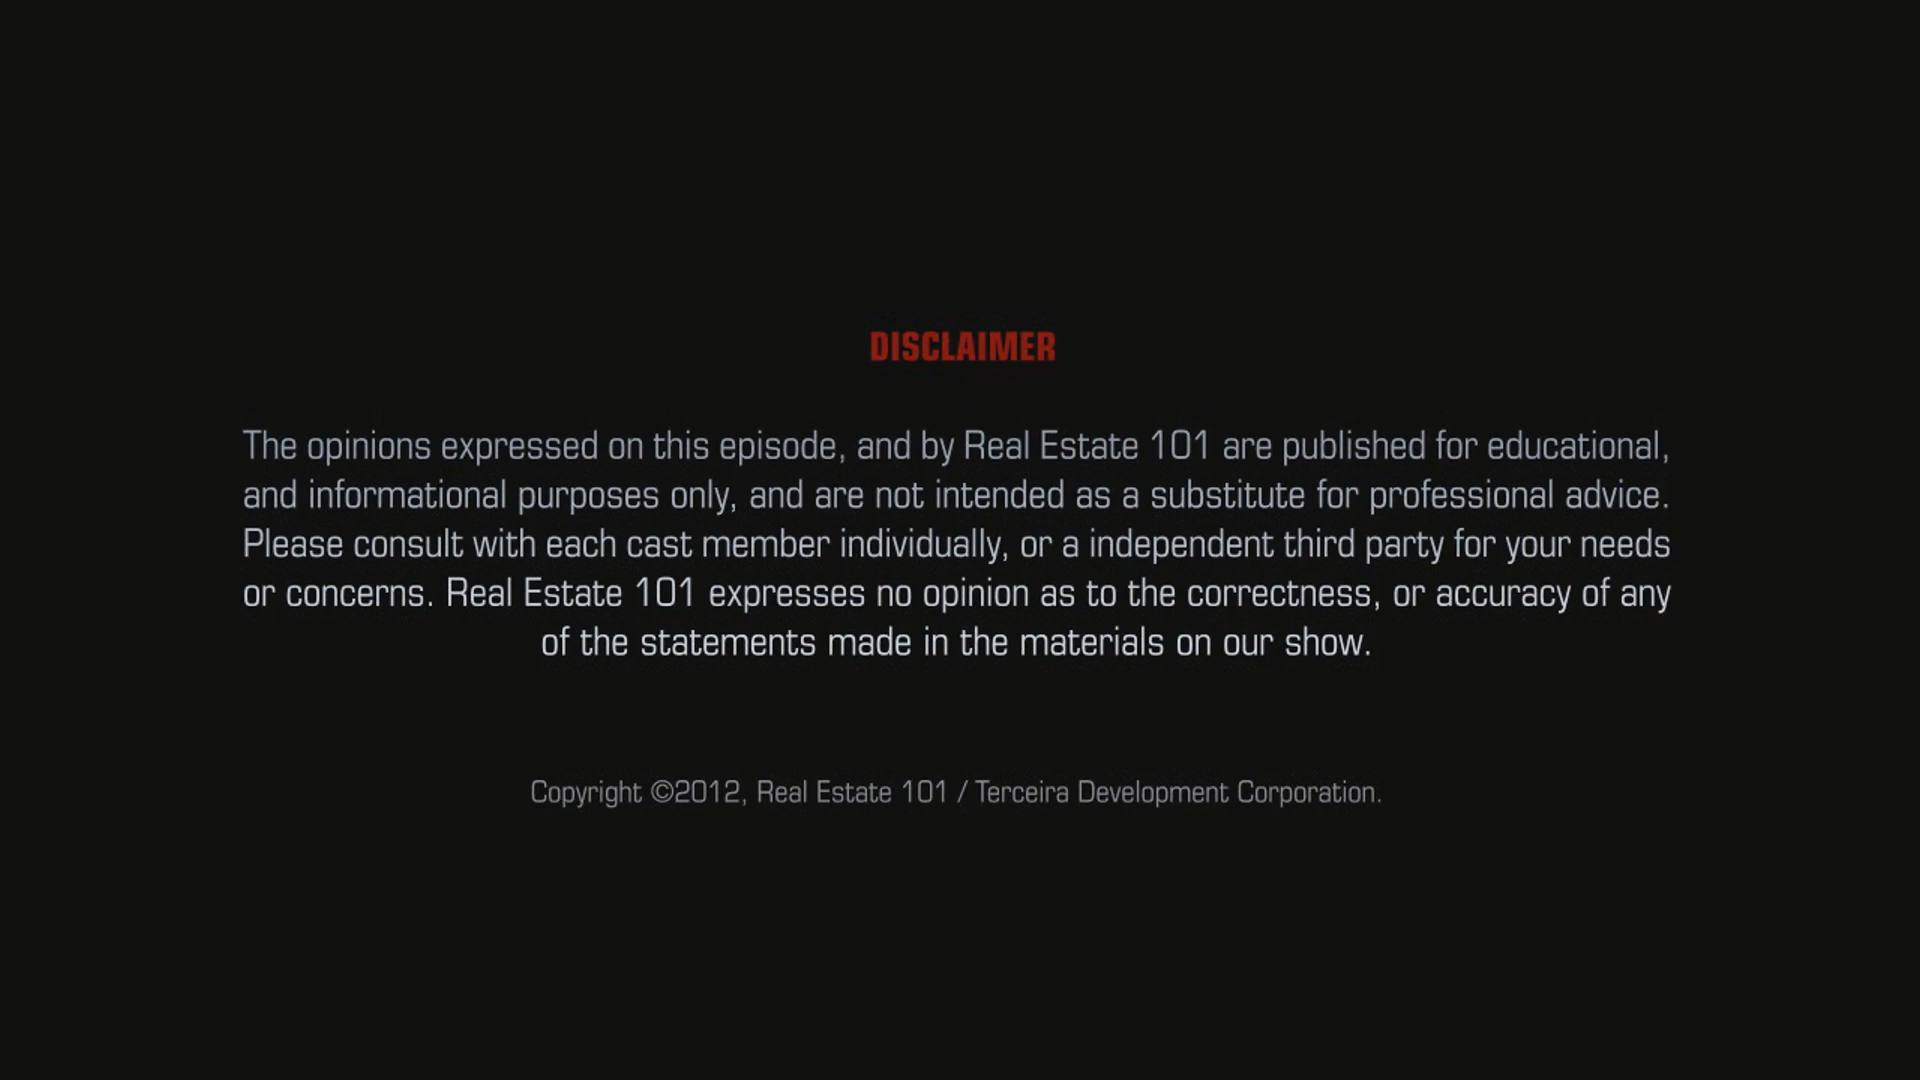 DISCLAIMER
The opinions expressed on this episode, and by Real Estate 101 are published for educational,
and informational purposes only, and are not intended as a substitute for professional advice.
Please consult with each cast member individually, or a independent third party for your needs
or concerns. Real Estate 101 expresses no opinion as to the correctness, or accuracy of any
of the statements made in the materials on our show.
Copyright ©2012, Real Estate 101 / Terceira Development Corporation.